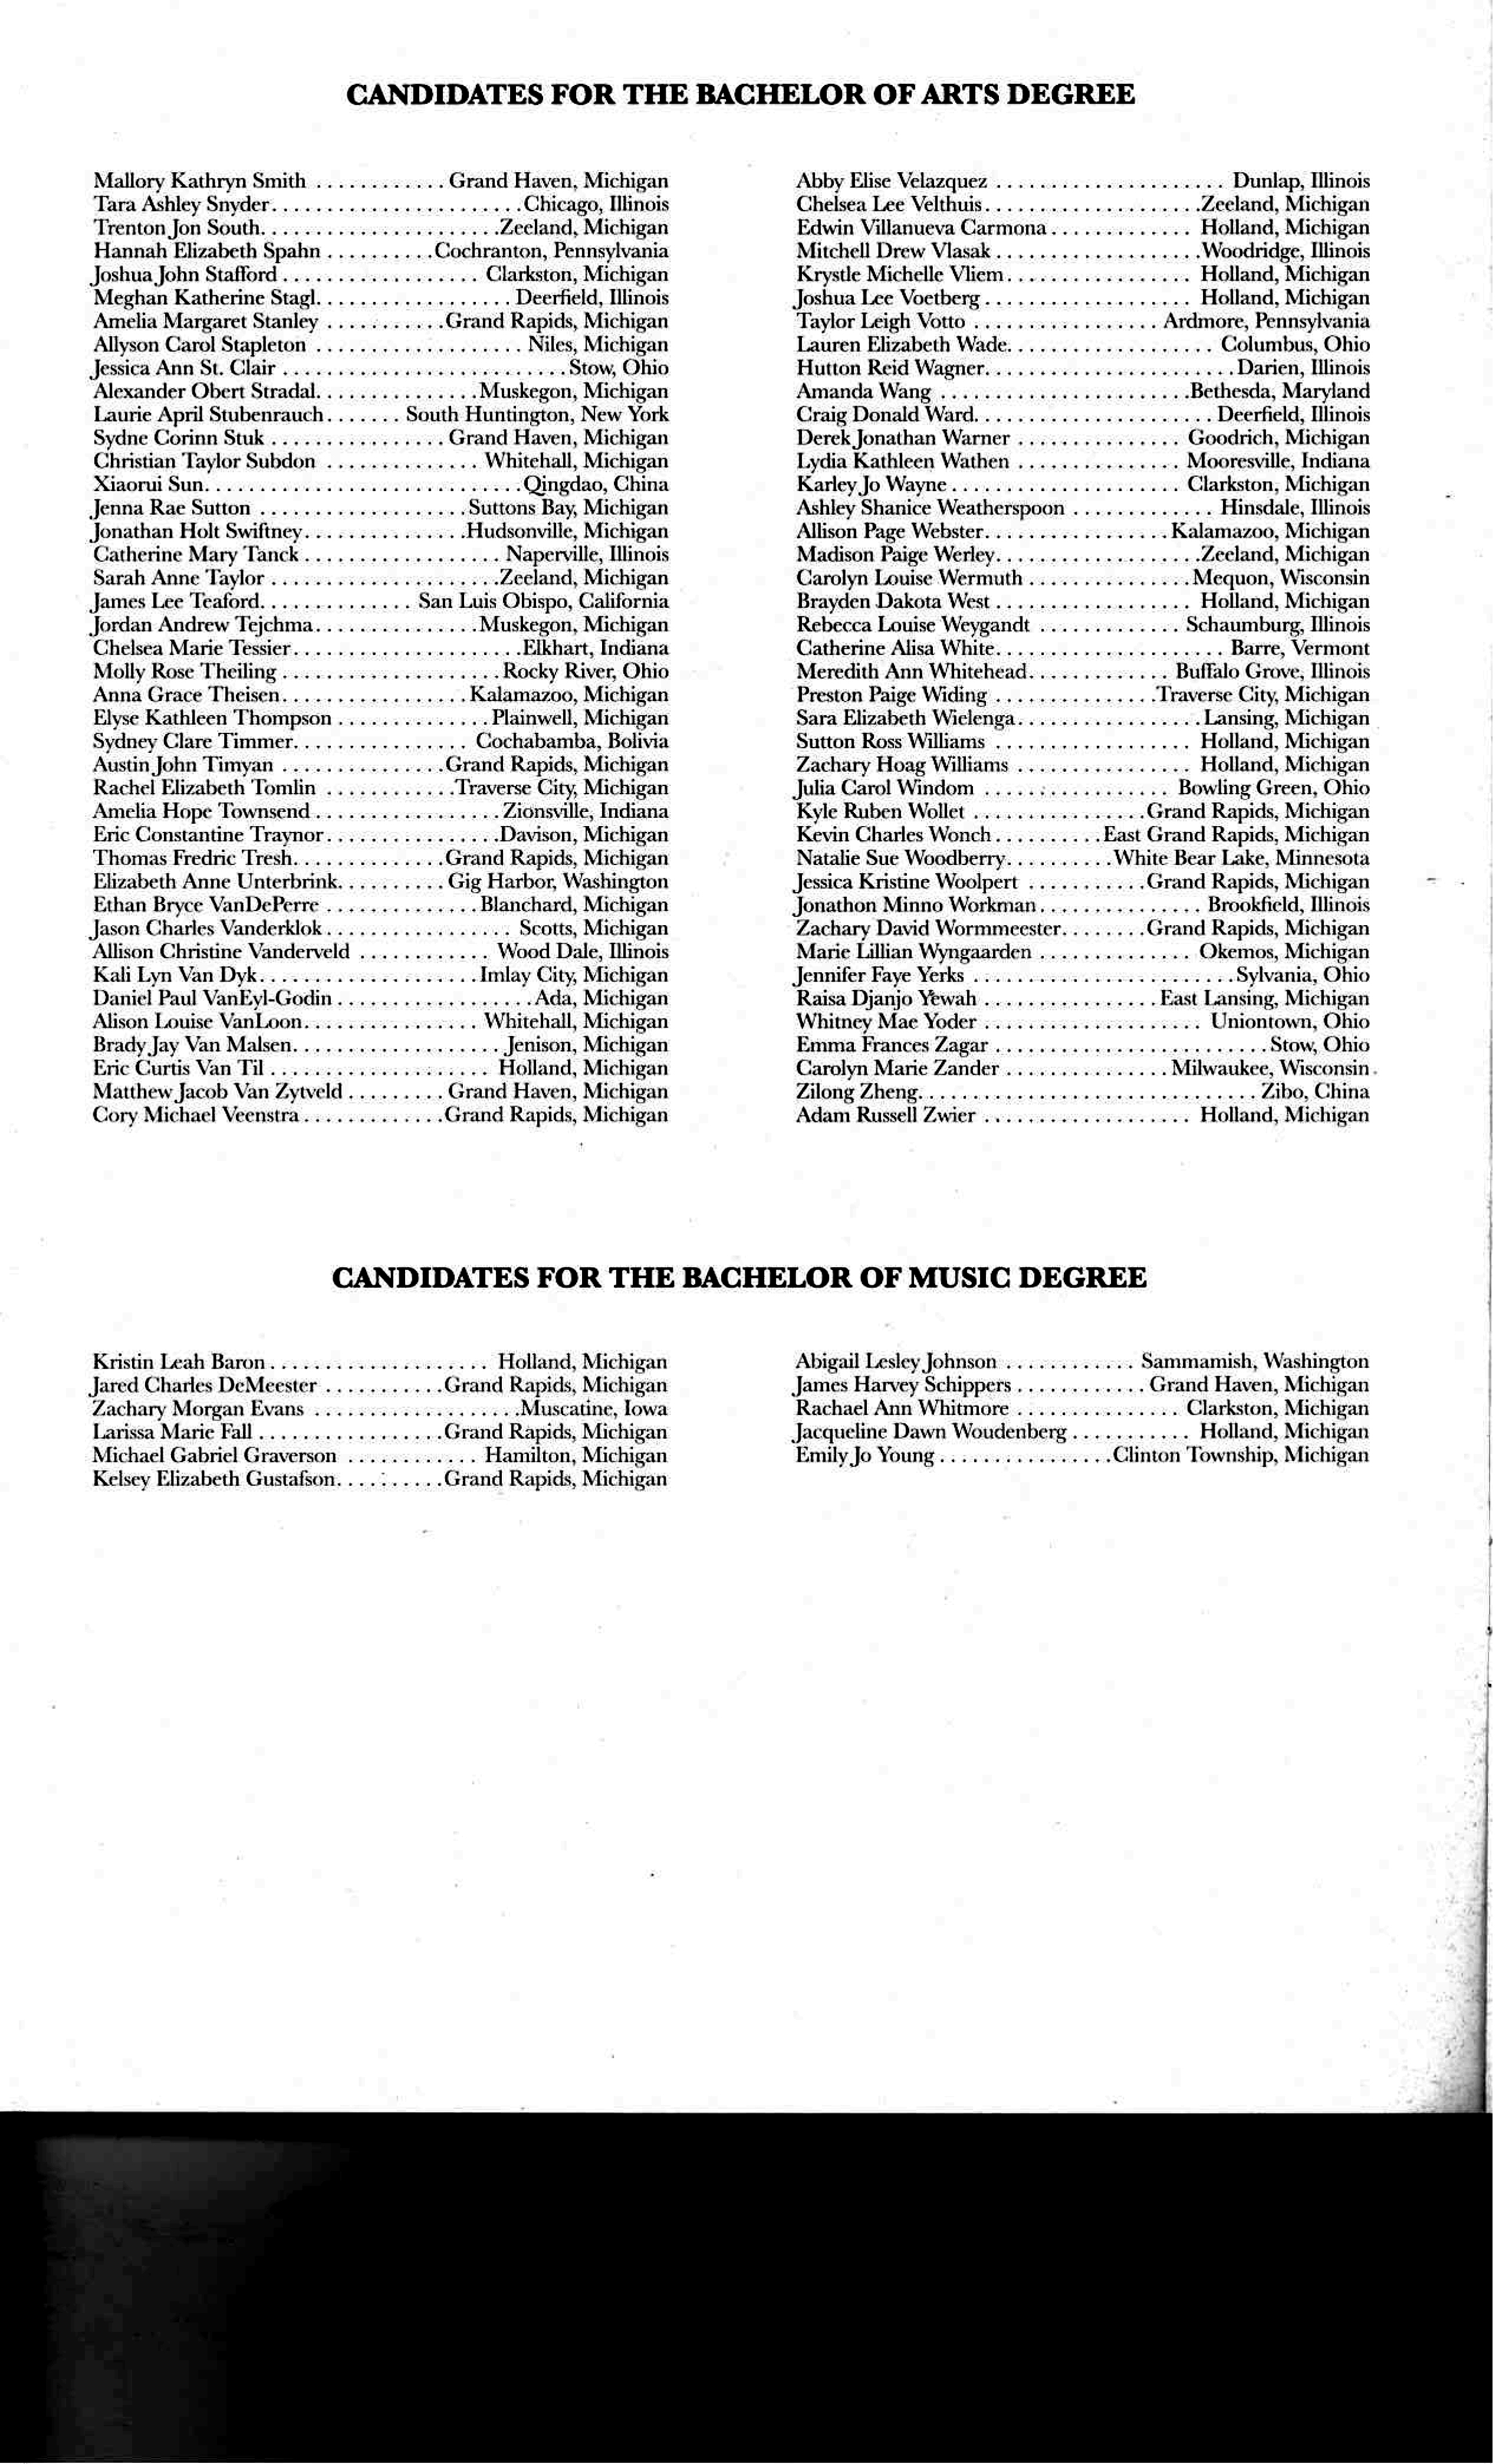 CANDIDATES FOR THE BACHELOR OF ARTS DEGREE
Mallory Kathryn Smith . . . . . . . . . . . . Grand Haven, Michigan
Tara Ashley Snyder. . . . . . . . . . . . . . . . . . . . . . . Chicago, Illinois
Trenton Jon South. . . . . . . . . . . . . . . . . . . . . . Zeeland, Michigan
Hannah Elizabeth Spahn . . . . . . . . . . Cochranton, Pennsylvania
Joshua John Stafford . . . . . . . . . . . . . . . . . . Clarkston, Michigan
Meghan Katherine Stagl. . . . . . . . . . . . . . . . . . Deerfield, Illinois
Amelia Margaret Stanley . . . . . . . . . . . Grand Rapids, Michigan
Allyson Carol Stapleton . . . . . . . . . . . . . . . . . . . Niles, Michigan
Jessica Ann St. Clair . . . . . . . . . . . . . . . . . . . . . . . . . . Stow, Ohio
Alexander Obert Stradal. . . . . . . . . . . . . . . Muskegon, Michigan
Laurie April Stubenrauch . . . . . . . South Huntington, New York
Sydne Corinn Stuk . . . . . . . . . . . . . . . . Grand Haven, Michigan
Christian Taylor Subdon . . . . . . . . . . . . . . Whitehall, Michigan
Xiaorui Sun. . . . . . . . . . . . . . . . . . . . . . . . . . . . . Qingdao, China
Jenna Rae Sutton . . . . . . . . . . . . . . . . . . . Suttons Bay, Michigan
Jonathan Holt Swiftney. . . . . . . . . . . . . . . Hudsonville, Michigan
Catherine Mary Tanck . . . . . . . . . . . . . . . . . . Naperville, Illinois
Sarah Anne Taylor . . . . . . . . . . . . . . . . . . . . . Zeeland, Michigan
James Lee Teaford. . . . . . . . . . . . . . San Luis Obispo, California
Jordan Andrew Tejchma. . . . . . . . . . . . . . . Muskegon, Michigan
Chelsea Marie Tessier. . . . . . . . . . . . . . . . . . . . . Elkhart, Indiana
Molly Rose Theiling . . . . . . . . . . . . . . . . . . . . Rocky River, Ohio
Anna Grace Theisen. . . . . . . . . . . . . . . . . Kalamazoo, Michigan
Elyse Kathleen Thompson . . . . . . . . . . . . . . Plainwell, Michigan
Sydney Clare Timmer. . . . . . . . . . . . . . . . Cochabamba, Bolivia
Austin John Timyan . . . . . . . . . . . . . . . Grand Rapids, Michigan
Rachel Elizabeth Tomlin . . . . . . . . . . . . Traverse City, Michigan
Amelia Hope Townsend . . . . . . . . . . . . . . . . . Zionsville, Indiana
Eric Constantine Traynor. . . . . . . . . . . . . . . . Davison, Michigan
Thomas Fredric Tresh. . . . . . . . . . . . . . Grand Rapids, Michigan
Elizabeth Anne Unterbrink. . . . . . . . . . Gig Harbor, Washington
Ethan Bryce VanDePerre . . . . . . . . . . . . . . Blanchard, Michigan
Jason Charles Vanderklok . . . . . . . . . . . . . . . . . Scotts, Michigan
Allison Christine Vanderveld . . . . . . . . . . . . Wood Dale, Illinois
Kali Lyn Van Dyk. . . . . . . . . . . . . . . . . . . . Imlay City, Michigan
Daniel Paul VanEyl-Godin . . . . . . . . . . . . . . . . . . Ada, Michigan
Alison Louise VanLoon. . . . . . . . . . . . . . . . . Whitehall, Michigan
Brady Jay Van Malsen. . . . . . . . . . . . . . . . . . . Jenison, Michigan
Eric Curtis Van Til . . . . . . . . . . . . . . . . . . . . Holland, Michigan
Matthew Jacob Van Zytveld . . . . . . . . . Grand Haven, Michigan
Cory Michael Veenstra . . . . . . . . . . . . . Grand Rapids, Michigan
Abby Elise Velazquez . . . . . . . . . . . . . . . . . . . . . Dunlap, Illinois
Chelsea Lee Velthuis. . . . . . . . . . . . . . . . . . . . Zeeland, Michigan
Edwin Villanueva Carmona . . . . . . . . . . . . . Holland, Michigan
Mitchell Drew Vlasak . . . . . . . . . . . . . . . . . . . Woodridge, Illinois
Krystle Michelle Vliem. . . . . . . . . . . . . . . . . . Holland, Michigan
Joshua Lee Voetberg . . . . . . . . . . . . . . . . . . . Holland, Michigan
Taylor Leigh Votto . . . . . . . . . . . . . . . . . Ardmore, Pennsylvania
Lauren Elizabeth Wade. . . . . . . . . . . . . . . . . . . Columbus, Ohio
Hutton Reid Wagner. . . . . . . . . . . . . . . . . . . . . . . Darien, Illinois
Amanda Wang . . . . . . . . . . . . . . . . . . . . . . . Bethesda, Maryland
Craig Donald Ward. . . . . . . . . . . . . . . . . . . . . . Deerfield, Illinois
Derek Jonathan Warner . . . . . . . . . . . . . . . Goodrich, Michigan
Lydia Kathleen Wathen . . . . . . . . . . . . . . . Mooresville, Indiana
Karley Jo Wayne . . . . . . . . . . . . . . . . . . . . . Clarkston, Michigan
Ashley Shanice Weatherspoon . . . . . . . . . . . . . Hinsdale, Illinois
Allison Page Webster. . . . . . . . . . . . . . . . . Kalamazoo, Michigan
Madison Paige Werley. . . . . . . . . . . . . . . . . . . Zeeland, Michigan
Carolyn Louise Wermuth . . . . . . . . . . . . . . . Mequon, Wisconsin
Brayden Dakota West . . . . . . . . . . . . . . . . . . Holland, Michigan
Rebecca Louise Weygandt . . . . . . . . . . . . . Schaumburg, Illinois
Catherine Alisa White. . . . . . . . . . . . . . . . . . . . . Barre, Vermont
Meredith Ann Whitehead. . . . . . . . . . . . . Buffalo Grove, Illinois
Preston Paige Widing . . . . . . . . . . . . . . . Traverse City, Michigan
Sara Elizabeth Wielenga. . . . . . . . . . . . . . . . . Lansing, Michigan
Sutton Ross Williams . . . . . . . . . . . . . . . . . . Holland, Michigan
Zachary Hoag Williams . . . . . . . . . . . . . . . . Holland, Michigan
Julia Carol Windom . . . . . . . . . . . . . . . . . Bowling Green, Ohio
Kyle Ruben Wollet . . . . . . . . . . . . . . . . Grand Rapids, Michigan
Kevin Charles Wonch . . . . . . . . . . East Grand Rapids, Michigan
Natalie Sue Woodberry. . . . . . . . . . White Bear Lake, Minnesota
Jessica Kristine Woolpert . . . . . . . . . . . Grand Rapids, Michigan
Jonathon Minno Workman. . . . . . . . . . . . . . . Brookfield, Illinois
Zachary David Wormmeester. . . . . . . . Grand Rapids, Michigan
Marie Lillian Wyngaarden . . . . . . . . . . . . . . Okemos, Michigan
Jennifer Faye Yerks . . . . . . . . . . . . . . . . . . . . . . . . Sylvania, Ohio
Raisa Djanjo Yewah . . . . . . . . . . . . . . . . East Lansing, Michigan
Whitney Mae Yoder . . . . . . . . . . . . . . . . . . . . Uniontown, Ohio
Emma Frances Zagar . . . . . . . . . . . . . . . . . . . . . . . . . Stow, Ohio
Carolyn Marie Zander . . . . . . . . . . . . . . . Milwaukee, Wisconsin
Zilong Zheng. . . . . . . . . . . . . . . . . . . . . . . . . . . . . . . Zibo, China
Adam Russell Zwier . . . . . . . . . . . . . . . . . . . Holland, Michigan
CANDIDATES FOR THE BACHELOR OF MUSIC DEGREE
Kristin Leah Baron . . . . . . . . . . . . . . . . . . . . Holland, Michigan
Jared Charles DeMeester . . . . . . . . . . . Grand Rapids, Michigan
Zachary Morgan Evans . . . . . . . . . . . . . . . . . . . Muscatine, Iowa
Larissa Marie Fall . . . . . . . . . . . . . . . . . Grand Rapids, Michigan
Michael Gabriel Graverson . . . . . . . . . . . . Hamilton, Michigan
Kelsey Elizabeth Gustafson. . . . . . . . . . Grand Rapids, Michigan
Abigail Lesley Johnson . . . . . . . . . . . . Sammamish, Washington
James Harvey Schippers . . . . . . . . . . . . Grand Haven, Michigan
Rachael Ann Whitmore . . . . . . . . . . . . . . . Clarkston, Michigan
Jacqueline Dawn Woudenberg . . . . . . . . . . . Holland, Michigan
Emily Jo Young . . . . . . . . . . . . . . . . Clinton Township, Michigan